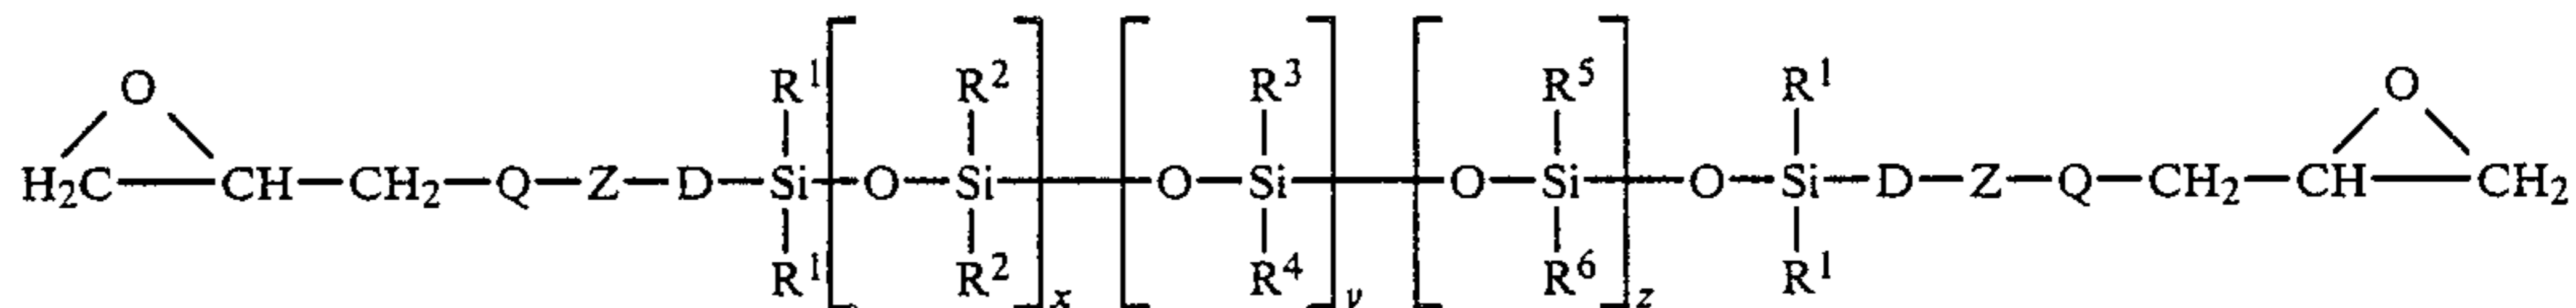 O R¹ R² R³ R⁵ R¹ O
H₂C—CH—CH₂—Q—Z—D—Si—O—Si—O—Si—O—Si—O—Si—D—Z—Q—CH₂—CH—CH₂
R¹ R² x R⁴ y R⁶ z R¹